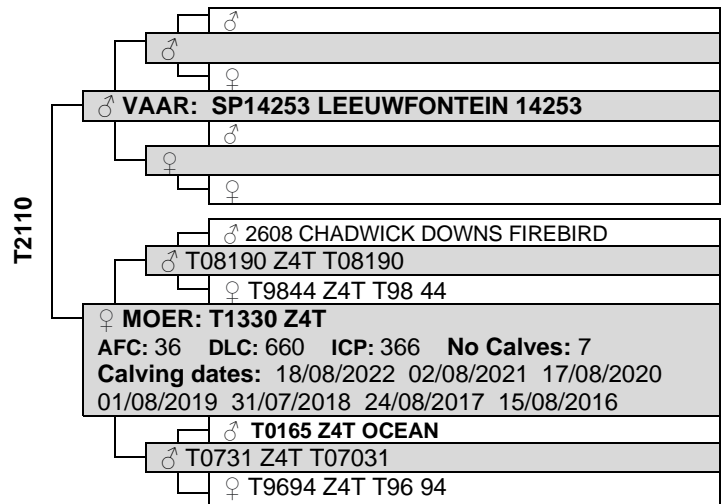 ♂
♂
♀
♂ VAAR: SP14253 LEEUWFONTEIN 14253
♂
♀
♀
T2110
♂ 2608 CHADWICK DOWNS FIREBIRD
♂ T08190 Z4T T08190
♀ T9844 Z4T T98 44
♀ MOER: T1330 Z4T
AFC: 36 DLC: 660 ICP: 366 No Calves: 7
Calving dates: 18/08/2022 02/08/2021 17/08/2020
01/08/2019 31/07/2018 24/08/2017 15/08/2016
♂ T0165 Z4T OCEAN
♂ T0731 Z4T T07031
♀ T9694 Z4T T96 94